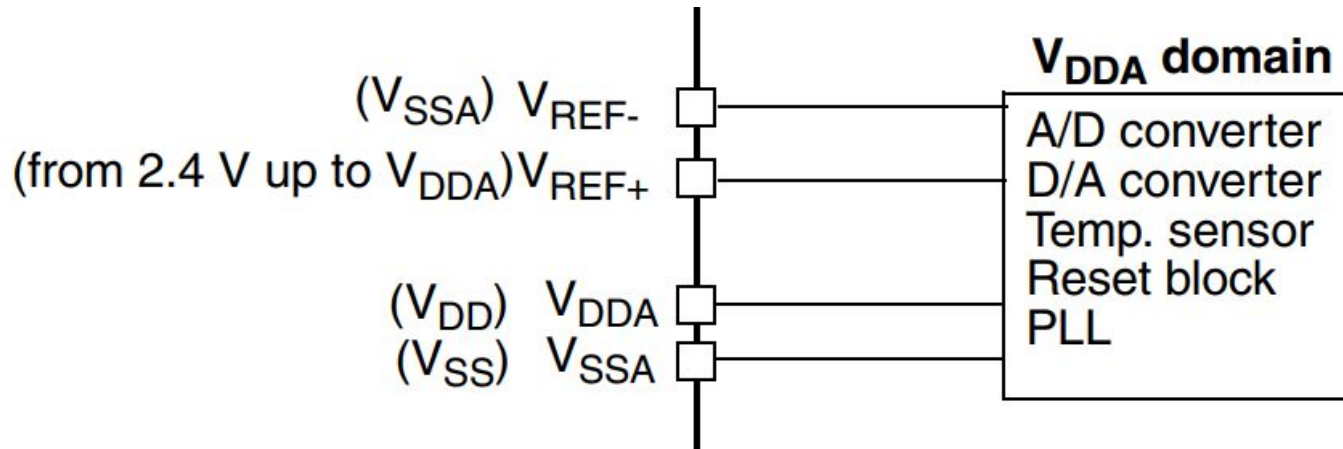 (VSSA) VREF-
(from 2.4 V up to VDDA)VREF+
(VDD) VDDA
(VSS) VSSA
VDDA domain
A/D converter
D/A converter
Temp. sensor
Reset block
PLL